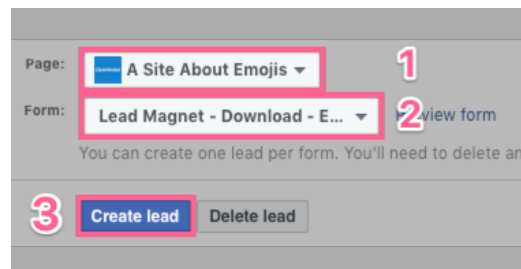 Page: A Site About Emojis 1
Form: Lead Magnet - Download - E... 2 view form
You can create one lead per form. You'll need to delete an
3 Create lead Delete lead